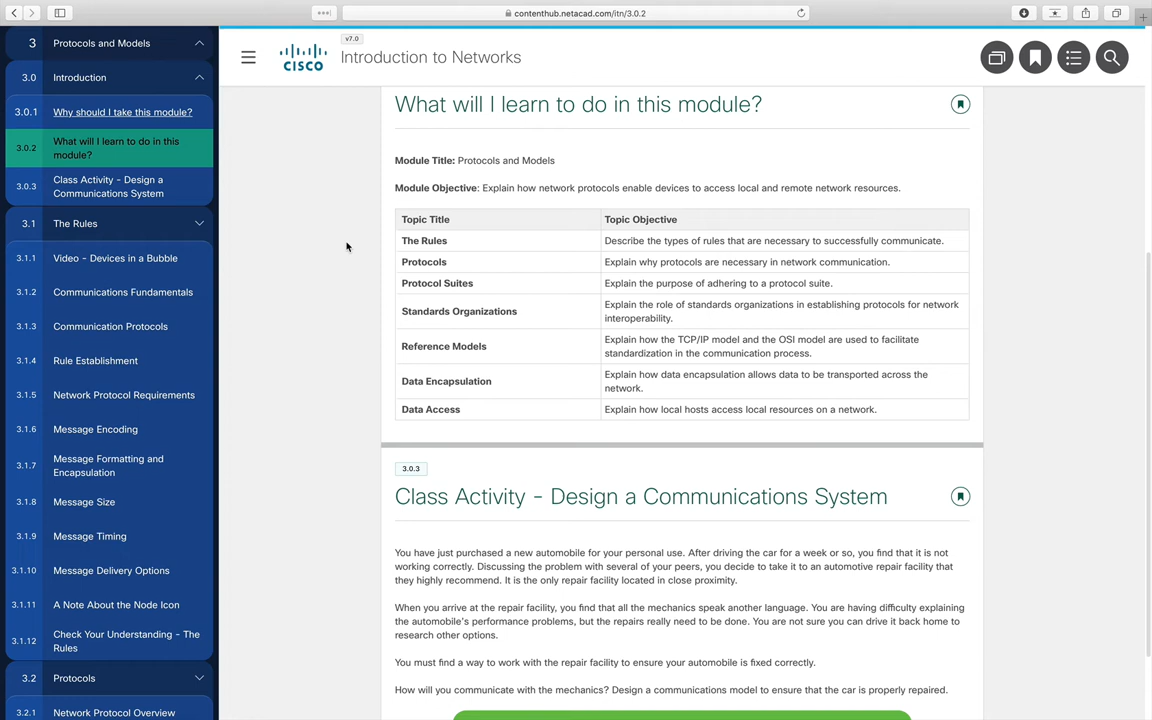 contenthub.netacad.com/itn/3.0.2
3 Protocols and Models
3.0 Introduction
3.0.1 Why should I take this module?
3.0.2 What will I learn to do in this
module?
3.0.3 Class Activity - Design a
Communications System
3.1 The Rules
3.1.1 Video - Devices in a Bubble
3.1.2 Communications Fundamentals
3.1.3 Communication Protocols
3.1.4 Rule Establishment
3.1.5 Network Protocol Requirements
3.1.6 Message Encoding
3.1.7 Message Formatting and
Encapsulation
3.1.8 Message Size
3.1.9 Message Timing
3.1.10 Message Delivery Options
3.1.11 A Note About the Node Icon
3.1.12 Check Your Understanding - The
Rules
3.2 Protocols
3.2.1 Network Protocol Overview
CISCO
v7.0
Introduction to Networks
What will I learn to do in this module?
Module Title: Protocols and Models
Module Objective: Explain how network protocols enable devices to access local and remote network resources.
Topic Title Topic Objective
The Rules Describe the types of rules that are necessary to successfully communicate.
Protocols Explain why protocols are necessary in network communication.
Protocol Suites Explain the purpose of adhering to a protocol suite.
Standards Organizations Explain the role of standards organizations in establishing protocols for network
interoperability.
Reference Models Explain how the TCP/IP model and the OSI model are used to facilitate
standardization in the communication process.
Data Encapsulation Explain how data encapsulation allows data to be transported across the
network.
Data Access Explain how local hosts access local resources on a network.
3.0.3
Class Activity - Design a Communications System
You have just purchased a new automobile for your personal use. After driving the car for a week or so, you find that it is not
working correctly. Discussing the problem with several of your peers, you decide to take it to an automotive repair facility that
they highly recommend. It is the only repair facility located in close proximity.
When you arrive at the repair facility, you find that all the mechanics speak another language. You are having difficulty explaining
the automobile's performance problems, but the repairs really need to be done. You are not sure you can drive it back home to
research other options.
You must find a way to work with the repair facility to ensure your automobile is fixed correctly.
How will you communicate with the mechanics? Design a communications model to ensure that the car is properly repaired.